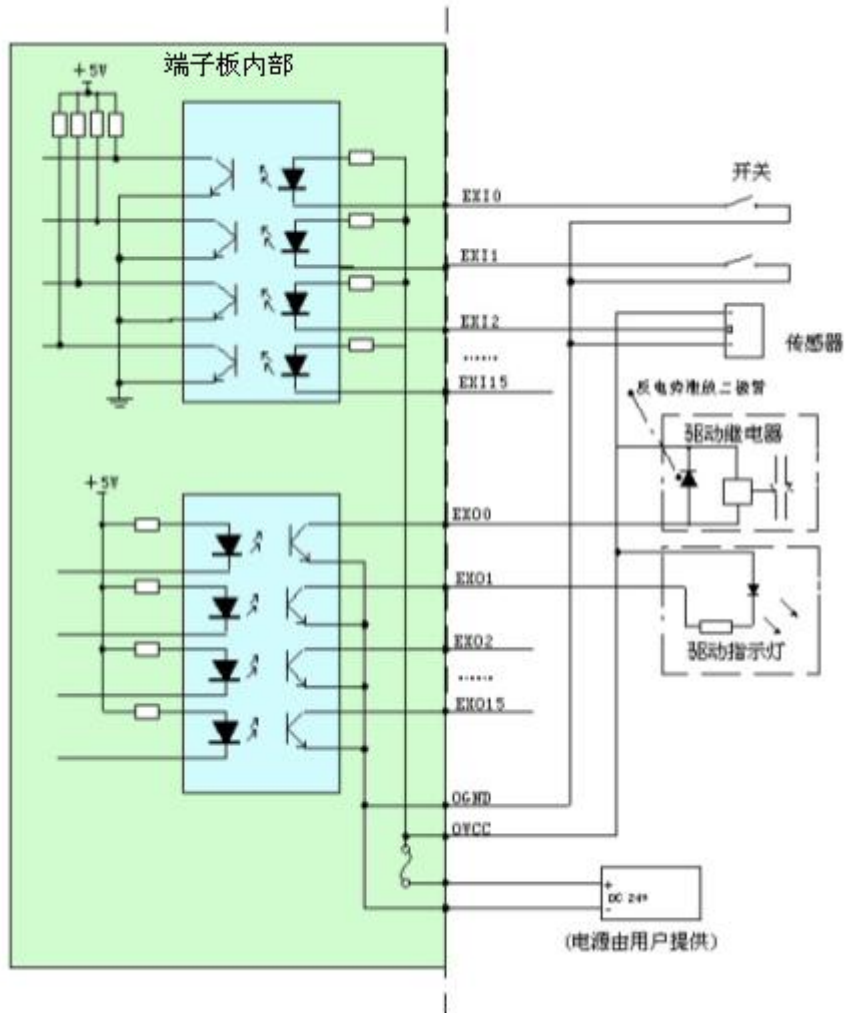 端子板内部
+5V
开关
EXI0
EXI1
EXI2
......
EXI15
传感器
反电势泄放二极管
驱动继电器
+5V
EXO0
EXO1
EXO2
......
EXO15
驱动指示灯
OGND
OVCC
+
DC 24V
-
(电源由用户提供)